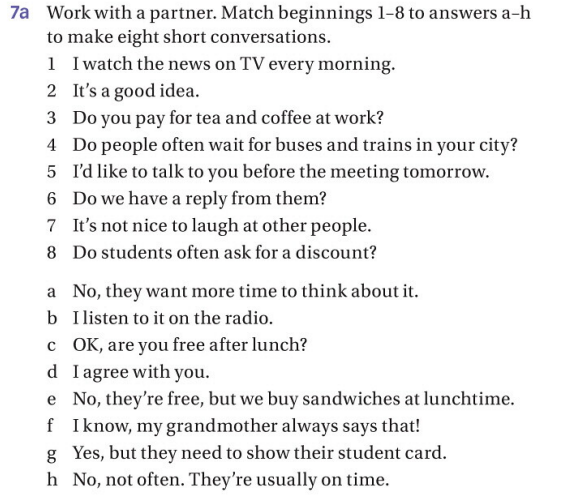 7a Work with a partner. Match beginnings 1–8 to answers a–h
to make eight short conversations.
1 I watch the news on TV every morning.
2 It's a good idea.
3 Do you pay for tea and coffee at work?
4 Do people often wait for buses and trains in your city?
5 I'd like to talk to you before the meeting tomorrow.
6 Do we have a reply from them?
7 It's not nice to laugh at other people.
8 Do students often ask for a discount?
a No, they want more time to think about it.
b I listen to it on the radio.
c OK, are you free after lunch?
d I agree with you.
e No, they're free, but we buy sandwiches at lunchtime.
f I know, my grandmother always says that!
g Yes, but they need to show their student card.
h No, not often. They're usually on time.